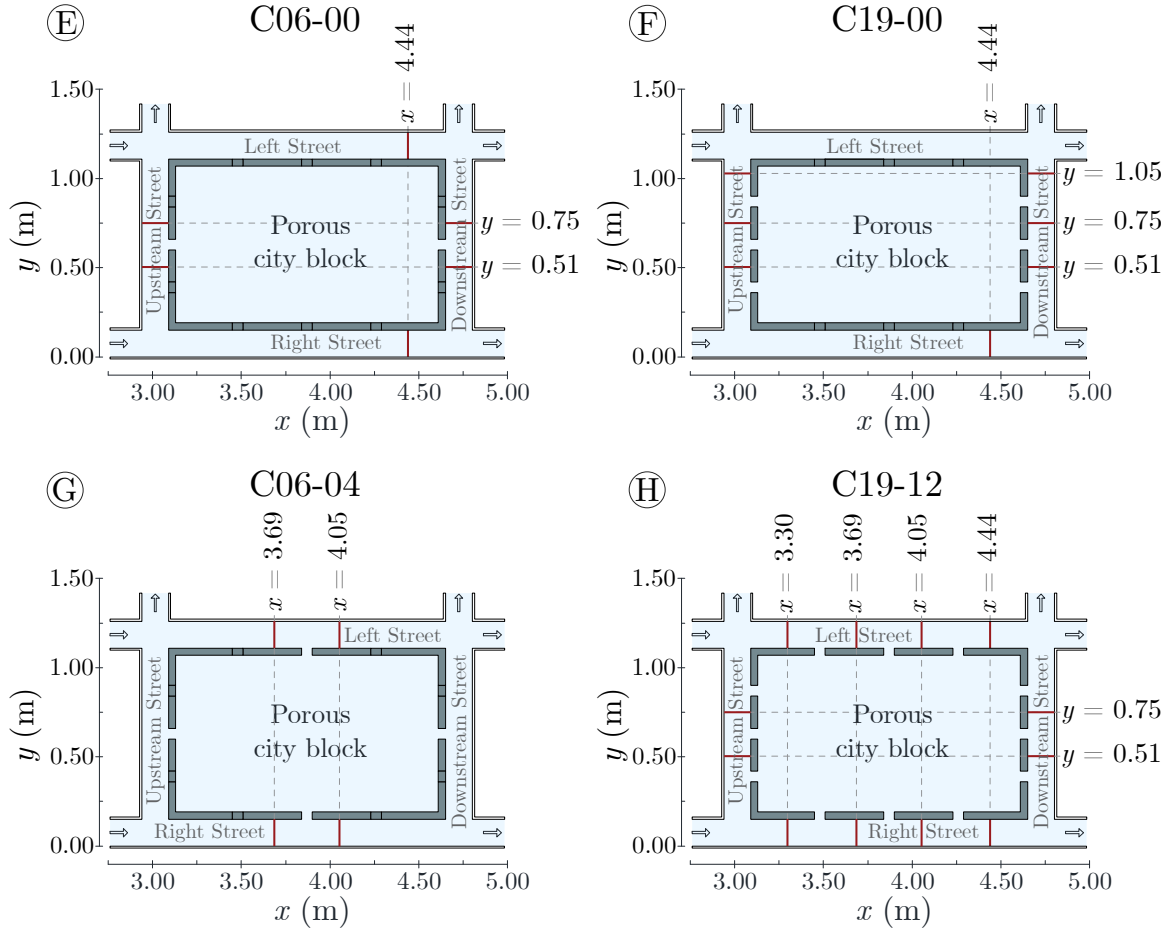 E
C06-00
x = 4.44
1.50
1.00
0.50
0.00
y (m)
Left Street
Upstream Street
Porous
city block
Downstream Street
Right Street
y = 0.75
y = 0.51
3.00 3.50 4.00 4.50 5.00
x (m)
F
C19-00
x = 4.44
1.50
1.00
0.50
0.00
y (m)
Left Street
Upstream Street
Porous
city block
Downstream Street
Right Street
y = 1.05
y = 0.75
y = 0.51
3.00 3.50 4.00 4.50 5.00
x (m)
G
C06-04
x = 3.69
x = 4.05
1.50
1.00
0.50
0.00
y (m)
Left Street
Upstream Street
Porous
city block
Downstream Street
Right Street
3.00 3.50 4.00 4.50 5.00
x (m)
H
C19-12
x = 3.30
x = 3.69
x = 4.05
x = 4.44
1.50
1.00
0.50
0.00
y (m)
Left Street
Upstream Street
Porous
city block
Downstream Street
Right Street
y = 0.75
y = 0.51
3.00 3.50 4.00 4.50 5.00
x (m)